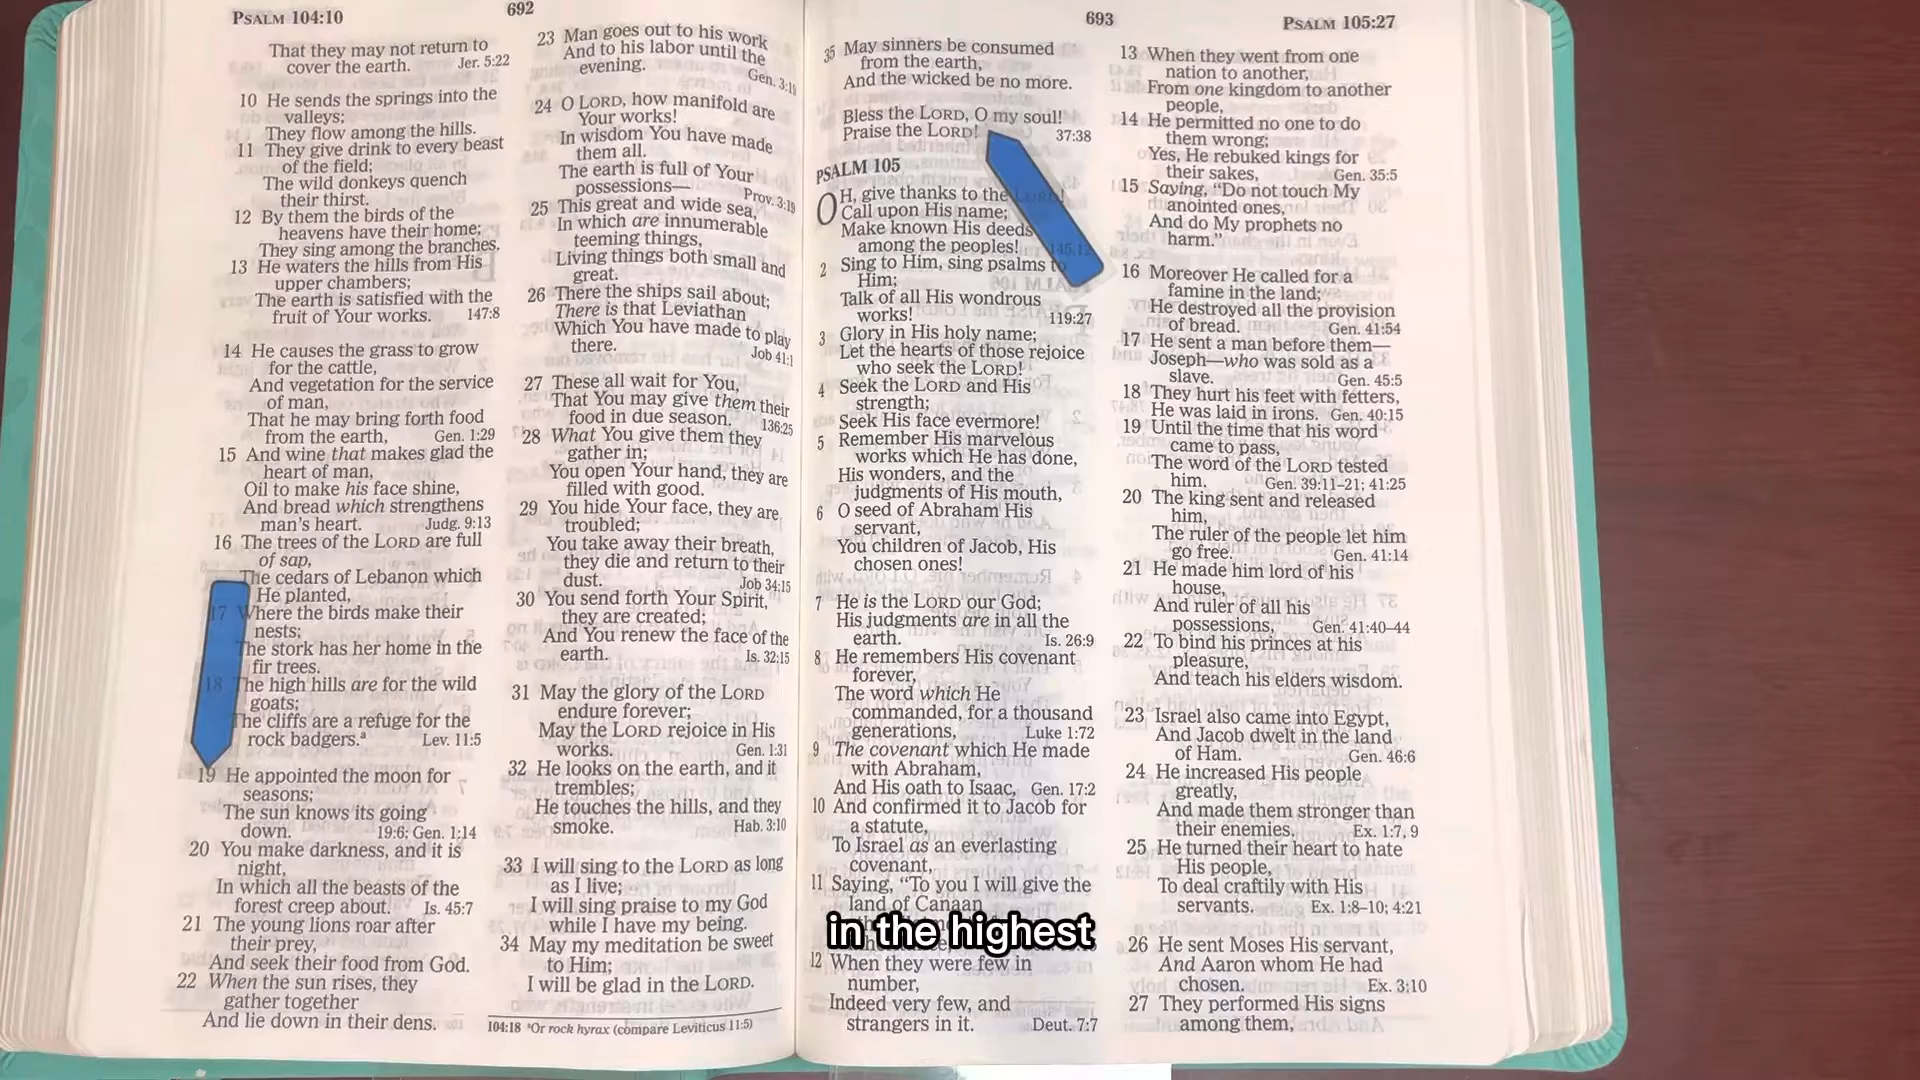 PSALM 104:10
692
That they may not return to
cover the earth. Jer. 5:22
10 He sends the springs into the
valleys;
They flow among the hills.
11 They give drink to every beast
of the field;
The wild donkeys quench
their thirst.
12 By them the birds of the
heavens have their home;
They sing among the branches.
13 He waters the hills from His
upper chambers;
The earth is satisfied with the
fruit of Your works. 147:8
14 He causes the grass to grow
for the cattle,
And vegetation for the service
of man,
That he may bring forth food
from the earth, Gen. 1:29
15 And wine that makes glad the
heart of man,
Oil to make his face shine,
And bread which strengthens
man's heart. Judg. 9:13
16 The trees of the LORD are full
of sap,
The cedars of Lebanon which
He planted,
17 Where the birds make their
nests;
The stork has her home in the
fir trees.
18 The high hills are for the wild
goats;
The cliffs are a refuge for the
rock badgers.ª Lev. 11:5
19 He appointed the moon for
seasons;
The sun knows its going
down. 19:6; Gen. 1:14
20 You make darkness, and it is
night,
In which all the beasts of the
forest creep about. Is. 45:7
21 The young lions roar after
their prey,
And seek their food from God.
22 When the sun rises, they
gather together
And lie down in their dens.
23 Man goes out to his work
And to his labor until the
evening. Gen. 3:19
24 O LORD, how manifold are
Your works!
In wisdom You have made
them all.
The earth is full of Your
possessions— Prov. 3:19
25 This great and wide sea,
In which are innumerable
teeming things,
Living things both small and
great.
26 There the ships sail about;
There is that Leviathan
Which You have made to play
there. Job 41:1
27 These all wait for You,
That You may give them their
food in due season. 136:25
28 What You give them they
gather in;
You open Your hand, they are
filled with good.
29 You hide Your face, they are
troubled;
You take away their breath,
they die and return to their
dust. Job 34:15
30 You send forth Your Spirit,
they are created;
And You renew the face of the
earth. Is. 32:15
31 May the glory of the LORD
endure forever;
May the LORD rejoice in His
works. Gen. 1:31
32 He looks on the earth, and it
trembles;
He touches the hills, and they
smoke. Hab. 3:10
33 I will sing to the LORD as long
as I live;
I will sing praise to my God
while I have my being.
34 May my meditation be sweet
to Him;
I will be glad in the LORD.
104:18 ªOr rock hyrax (compare Leviticus 11:5)
693
PSALM 105:27
35 May sinners be consumed
from the earth,
And the wicked be no more.
Bless the LORD, O my soul!
Praise the LORD! 37:38
PSALM 105
OH, give thanks to the LORD!
Call upon His name;
Make known His deeds
among the peoples! 145:12
2 Sing to Him, sing psalms to
Him;
Talk of all His wondrous
works! 119:27
3 Glory in His holy name;
Let the hearts of those rejoice
who seek the LORD!
4 Seek the LORD and His
strength;
Seek His face evermore!
5 Remember His marvelous
works which He has done,
His wonders, and the
judgments of His mouth,
6 O seed of Abraham His
servant,
You children of Jacob, His
chosen ones!
7 He is the LORD our God;
His judgments are in all the
earth. Is. 26:9
8 He remembers His covenant
forever,
The word which He
commanded, for a thousand
generations, Luke 1:72
9 The covenant which He made
with Abraham,
And His oath to Isaac, Gen. 17:2
10 And confirmed it to Jacob for
a statute,
To Israel as an everlasting
covenant,
11 Saying, "To you I will give the
land of Canaan
in the highest
12 When they were few in
number,
Indeed very few, and
strangers in it. Deut. 7:7
13 When they went from one
nation to another,
From one kingdom to another
people,
14 He permitted no one to do
them wrong;
Yes, He rebuked kings for
their sakes, Gen. 35:5
15 Saying, "Do not touch My
anointed ones,
And do My prophets no
harm."
16 Moreover He called for a
famine in the land;
He destroyed all the provision
of bread. Gen. 41:54
17 He sent a man before them—
Joseph—who was sold as a
slave. Gen. 45:5
18 They hurt his feet with fetters,
He was laid in irons. Gen. 40:15
19 Until the time that his word
came to pass,
The word of the LORD tested
him. Gen. 39:11–21; 41:25
20 The king sent and released
him,
The ruler of the people let him
go free. Gen. 41:14
21 He made him lord of his
house,
And ruler of all his
possessions, Gen. 41:40–44
22 To bind his princes at his
pleasure,
And teach his elders wisdom.
23 Israel also came into Egypt,
And Jacob dwelt in the land
of Ham. Gen. 46:6
24 He increased His people
greatly,
And made them stronger than
their enemies. Ex. 1:7, 9
25 He turned their heart to hate
His people,
To deal craftily with His
servants. Ex. 1:8–10; 4:21
26 He sent Moses His servant,
And Aaron whom He had
chosen. Ex. 3:10
27 They performed His signs
among them,